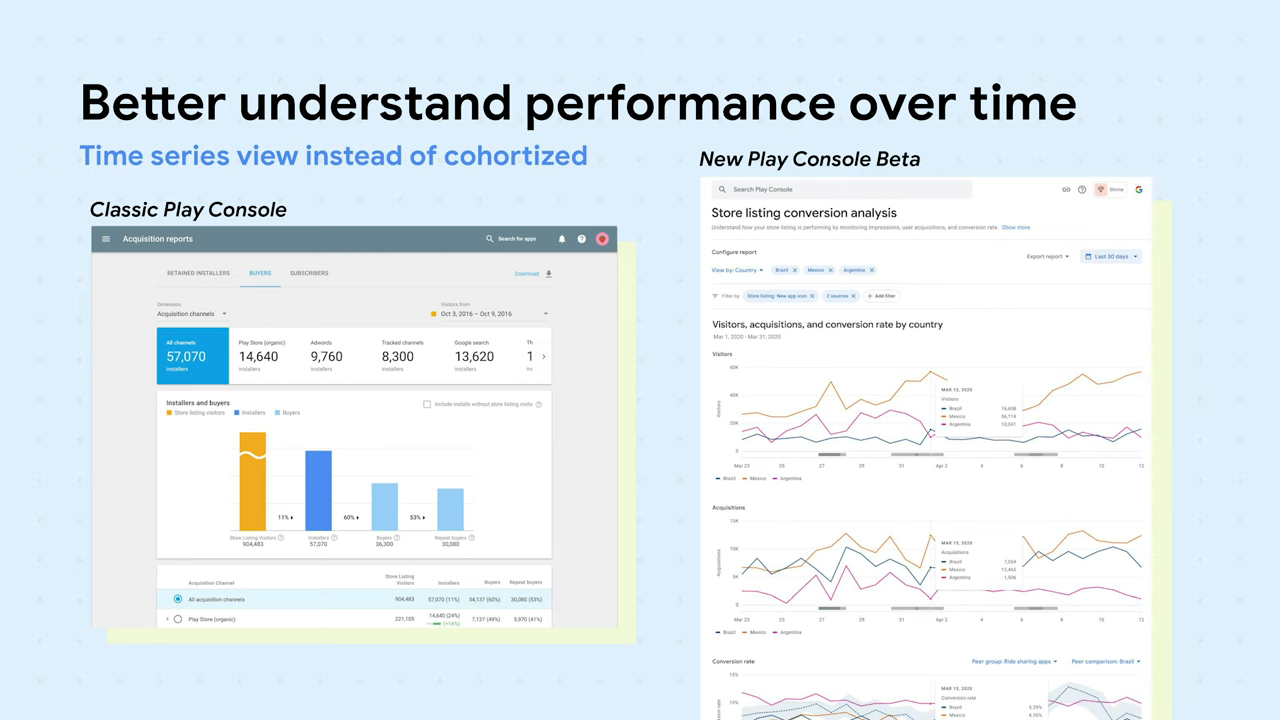 Better understand performance over time
Time series view instead of cohortized
Classic Play Console
Acquisition reports
Search for apps
RETAINED INSTALLERS BUYERS SUBSCRIBERS
Download
Dimension
Acquisition channels
Visitors from
Oct 3, 2016 – Oct 9, 2016
All channels
57,070
installers
Play Store (organic)
14,640
installers
Adwords
9,760
installers
Tracked channels
8,300
installers
Google search
13,620
installers
Th
1
ins
Installers and buyers
Include installs without store listing visits
Store listing visitors Installers Buyers
11% 60% 53%
Store Listing Visitors
904,483
Installers
57,070
Buyers
36,300
Repeat buyers
30,080
Acquisition Channel Store Listing Visitors Installers Buyers Repeat buyers
All acquisition channels 904,483 57,070 (11%) 34,137 (60%) 30,080 (53%)
Play Store (organic) 221,105 14,640 (24%) 7,137 (49%) 5,970 (41%)
(+16%)
New Play Console Beta
Search Play Console
Shrine
Store listing conversion analysis
Understand how your store listing is performing by monitoring impressions, user acquisitions, and conversion rate. Show more
Configure report
Export report Last 30 days
View by: Country Brazil Mexico Argentina
Filter by Store listing: New app icon 2 sources + Add filter
Visitors, acquisitions, and conversion rate by country
Mar 1, 2020 - Mar 31, 2020
Visitors
60K
40K
20K
0
Visitors
MAR 15, 2020
Visitors
Brazil 16,608
Mexico 56,114
Argentina 10,041
Mar 23 25 27 29 31 Apr 2 4 6 8 10 12
Brazil Mexico Argentina
Acquisitions
15K
10K
5K
0
Acquisitions
MAR 15, 2020
Acquisitions
Brazil 7,054
Mexico 12,463
Argentina 1,506
Mar 23 25 27 29 31 Apr 2 4 6 8 10 12
Brazil Mexico Argentina
Conversion rate
Peer group: Ride sharing apps Peer comparison: Brazil
15%
10%
MAR 15, 2020
Conversion rate
Brazil 5.39%
Mexico 4.55%